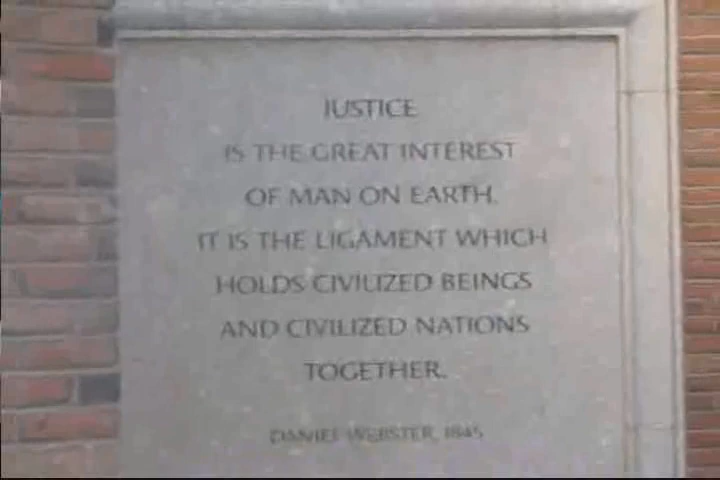 JUSTICE
IS THE GREAT INTEREST
OF MAN ON EARTH.
IT IS THE LIGAMENT WHICH
HOLDS CIVILIZED BEINGS
AND CIVILIZED NATIONS
TOGETHER.
DANIEL WEBSTER, 1845